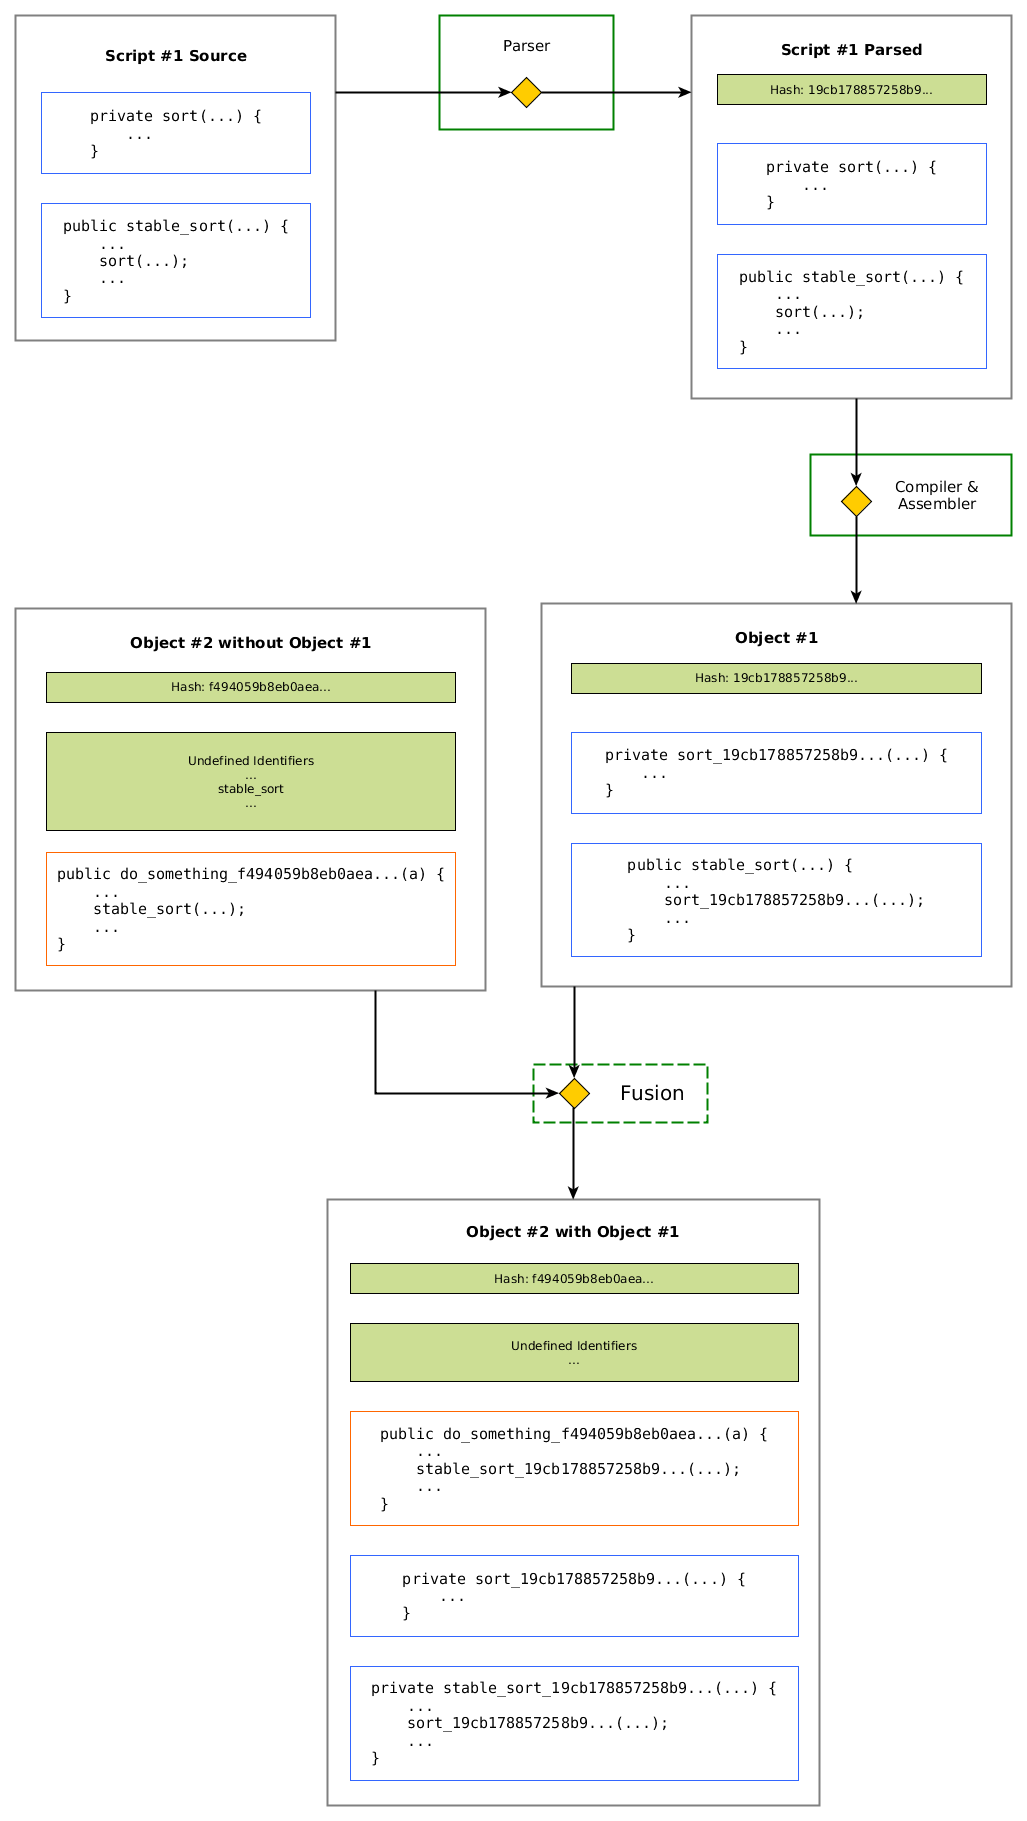 Script #1 Source
private sort(...) {
...
}
public stable_sort(...) {
...
sort(...);
...
}
Parser
Script #1 Parsed
Hash: 19cb178857258b9...
private sort(...) {
...
}
public stable_sort(...) {
...
sort(...);
...
}
Compiler &
Assembler
Object #2 without Object #1
Hash: f494059b8eb0aea...
Undefined Identifiers
...
stable_sort
...
public do_something_f494059b8eb0aea...(a) {
...
stable_sort(...);
...
}
Object #1
Hash: 19cb178857258b9...
private sort_19cb178857258b9...(...) {
...
}
public stable_sort(...) {
...
sort_19cb178857258b9...(...);
...
}
Fusion
Object #2 with Object #1
Hash: f494059b8eb0aea...
Undefined Identifiers
...
public do_something_f494059b8eb0aea...(a) {
...
stable_sort_19cb178857258b9...(...);
...
}
private sort_19cb178857258b9...(...) {
...
}
private stable_sort_19cb178857258b9...(...) {
...
sort_19cb178857258b9...(...);
...
}